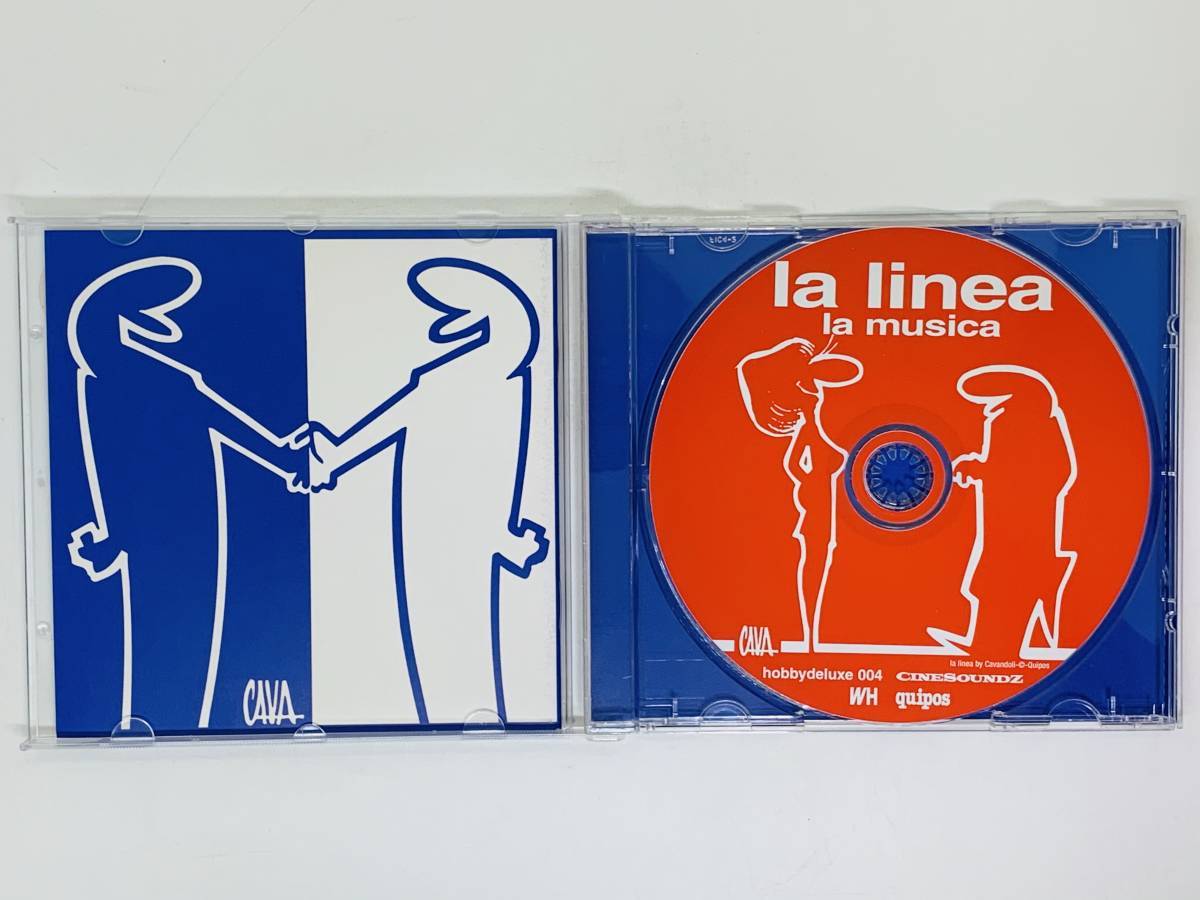 CAVA
la linea
la musica
CAVA
la linea by Cavandoli-©-Quipos
hobbydeluxe 004 CINESOUNDZ
WH quipos